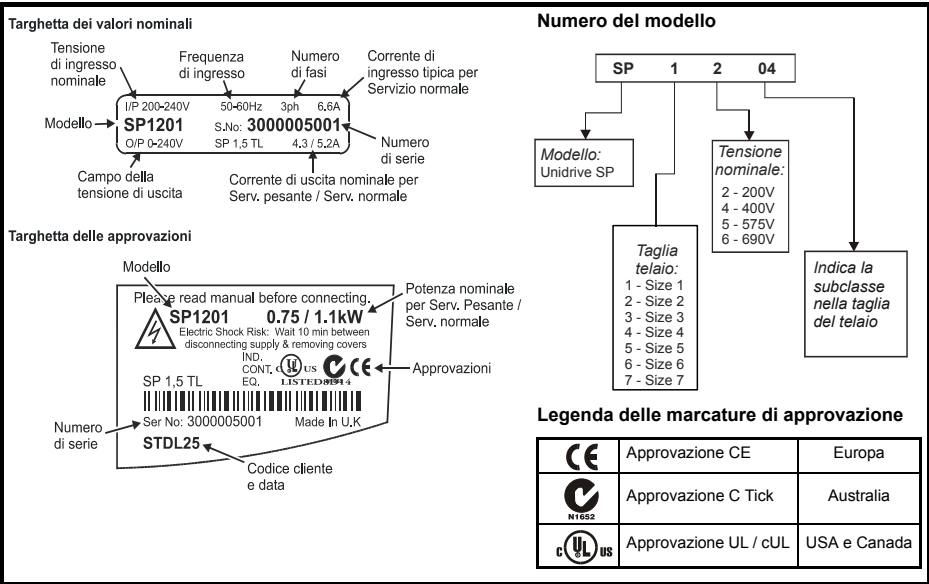 Targhetta dei valori nominali
Tensione
di ingresso
nominale
Frequenza
di ingresso
Numero
di fasi
Corrente di
ingresso tipica per
Servizio normale
I/P 200-240V 50-60Hz 3ph 6.6A
Modello
SP1201 S.No: 3000005001
O/P 0-240V SP 1,5 TL 4.3 / 5.2A
Numero
di serie
Campo della
tensione di uscita
Corrente di uscita nominale per
Serv. pesante / Serv. normale
Targhetta delle approvazioni
Modello
Please read manual before connecting.
SP1201 0.75 / 1.1kW
Electric Shock Risk: Wait 10 min between
disconnecting supply & removing covers
Potenza nominale
per Serv. Pesante /
Serv. normale
IND.
CONT.
EQ.
C UL US CE
LISTED
Approvazioni
SP 1,5 TL
Ser No: 3000005001 Made In U.K
STDL25
Numero
di serie
Codice cliente
e data
Numero del modello
SP 1 2 04
Modello:
Unidrive SP
Taglia
telaio:
1 - Size 1
2 - Size 2
3 - Size 3
4 - Size 4
5 - Size 5
6 - Size 6
7 - Size 7
Tensione
nominale:
2 - 200V
4 - 400V
5 - 575V
6 - 690V
Indica la
subclasse
nella taglia
del telaio
Legenda delle marcature di approvazione
CE Approvazione CE Europa
N1652 Approvazione C Tick Australia
c UL us Approvazione UL / cUL USA e Canada